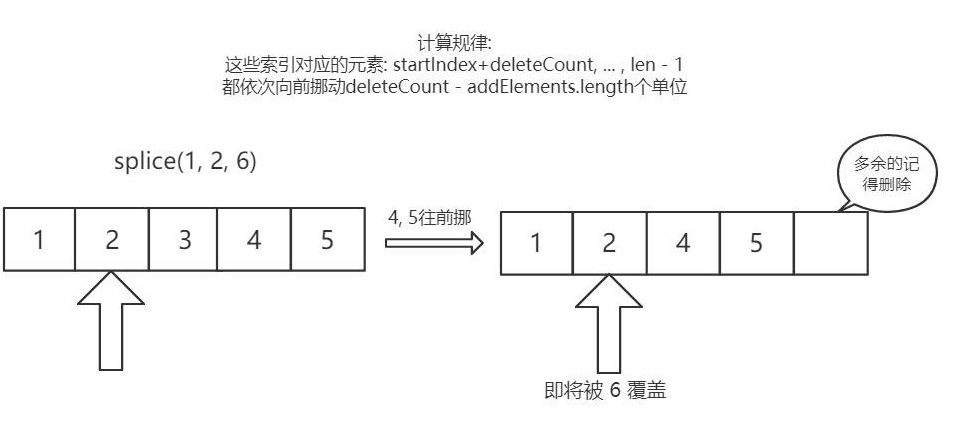 计算规律:
这些索引对应的元素: startIndex+deleteCount, ... , len - 1
都依次向前挪动deleteCount - addElements.length个单位
splice(1, 2, 6)
1 2 3 4 5
4, 5往前挪
多余的记
得删除
1 2 4 5
即将被 6 覆盖